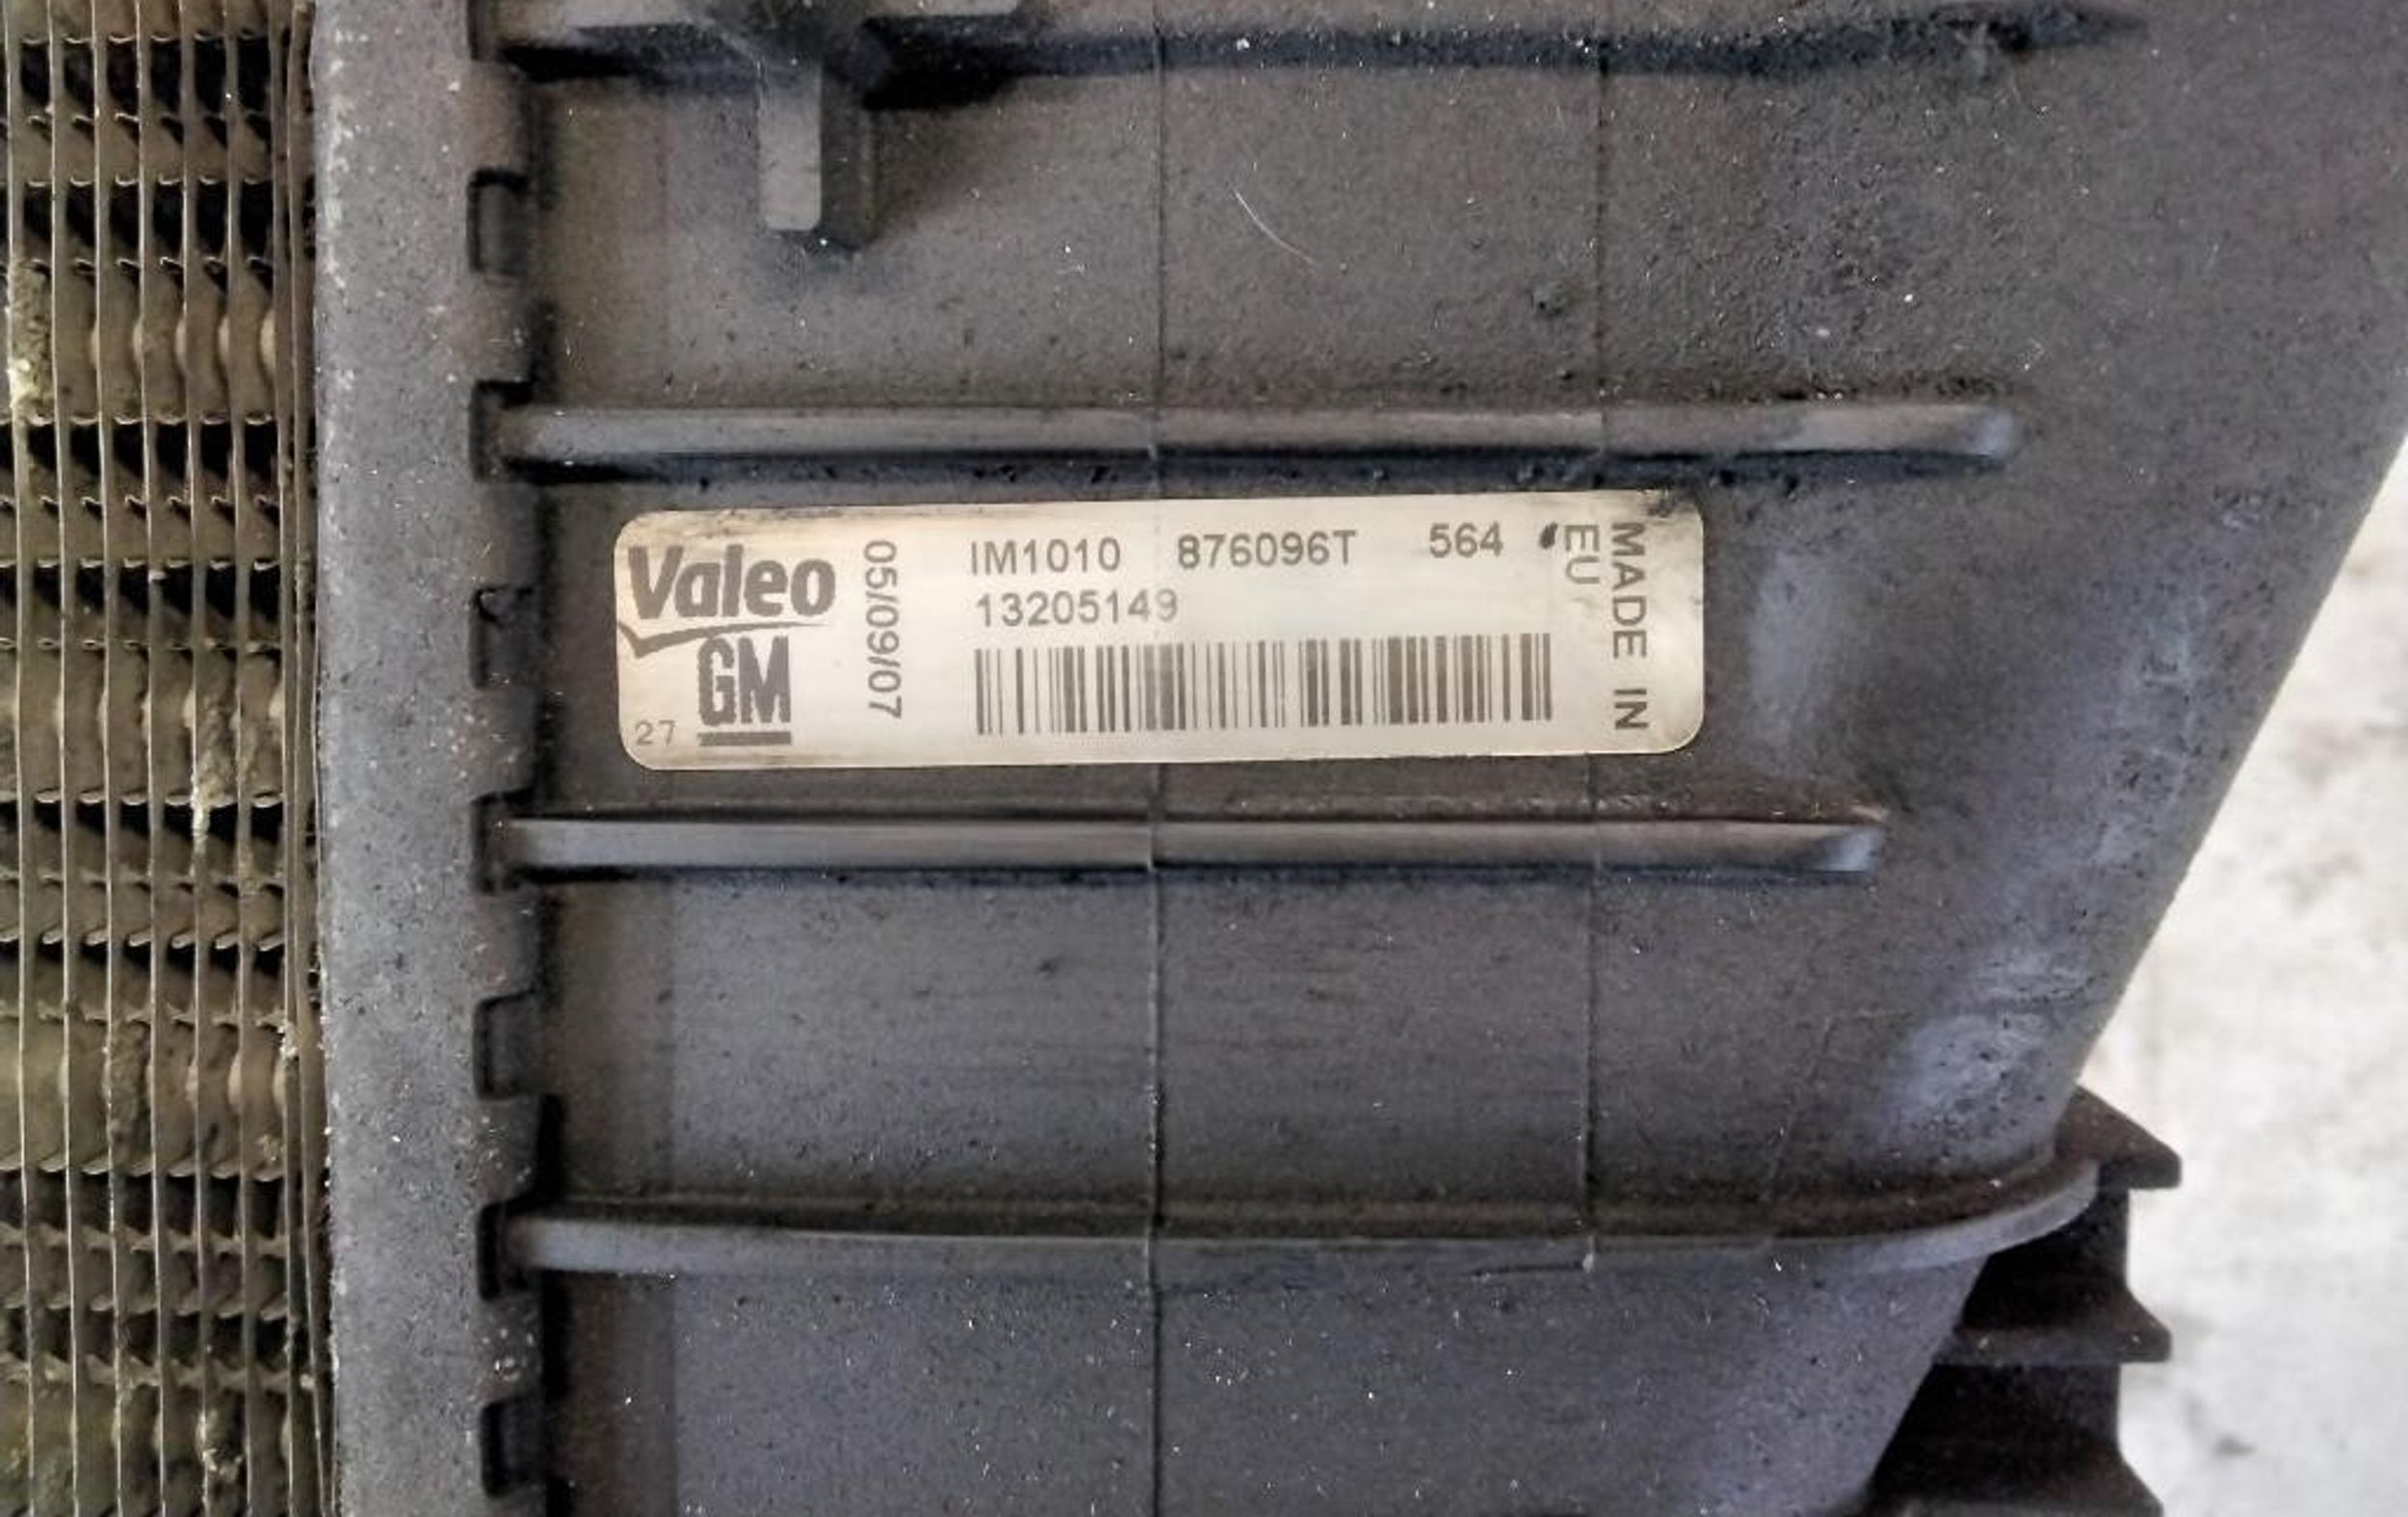 Valeo
GM
27
05/09/07
IM1010 876096T 564
13205149
MADE IN
EU